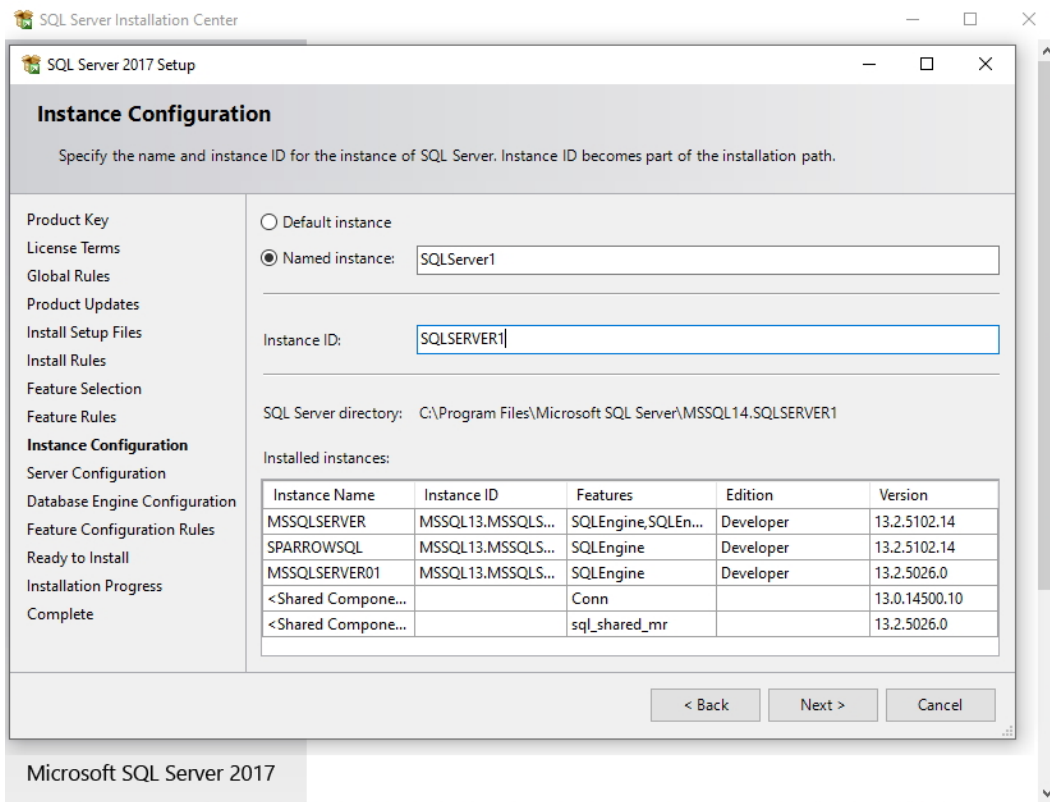 SQL Server Installation Center
SQL Server 2017 Setup
Instance Configuration
Specify the name and instance ID for the instance of SQL Server. Instance ID becomes part of the installation path.
Product Key
License Terms
Global Rules
Product Updates
Install Setup Files
Install Rules
Feature Selection
Feature Rules
Instance Configuration
Server Configuration
Database Engine Configuration
Feature Configuration Rules
Ready to Install
Installation Progress
Complete
Default instance
Named instance: SQLServer1
Instance ID: SQLSERVER1
SQL Server directory: C:\Program Files\Microsoft SQL Server\MSSQL14.SQLSERVER1
Installed instances:
Instance Name Instance ID Features Edition Version
MSSQLSERVER MSSQL13.MSSQLS... SQLEngine,SQLEn... Developer 13.2.5102.14
SPARROWSQL MSSQL13.MSSQLS... SQLEngine Developer 13.2.5102.14
MSSQLSERVER01 MSSQL13.MSSQLS... SQLEngine Developer 13.2.5026.0
<Shared Compone... Conn 13.0.14500.10
<Shared Compone... sql_shared_mr 13.2.5026.0
< Back Next > Cancel
Microsoft SQL Server 2017